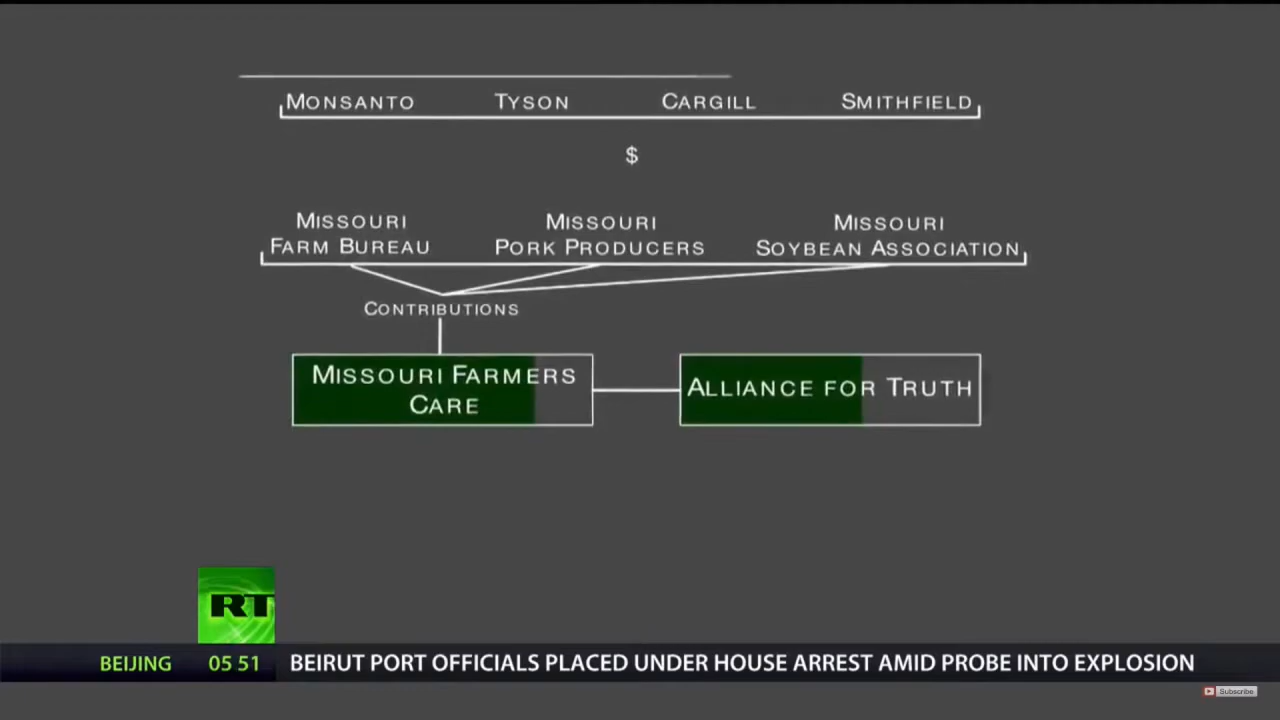 MONSANTO TYSON CARGILL SMITHFIELD
$
MISSOURI FARM BUREAU
MISSOURI PORK PRODUCERS
MISSOURI SOYBEAN ASSOCIATION
CONTRIBUTIONS
MISSOURI FARMERS
CARE
ALLIANCE FOR TRUTH
RT
BEIJING 05 51 BEIRUT PORT OFFICIALS PLACED UNDER HOUSE ARREST AMID PROBE INTO EXPLOSION
Subscribe